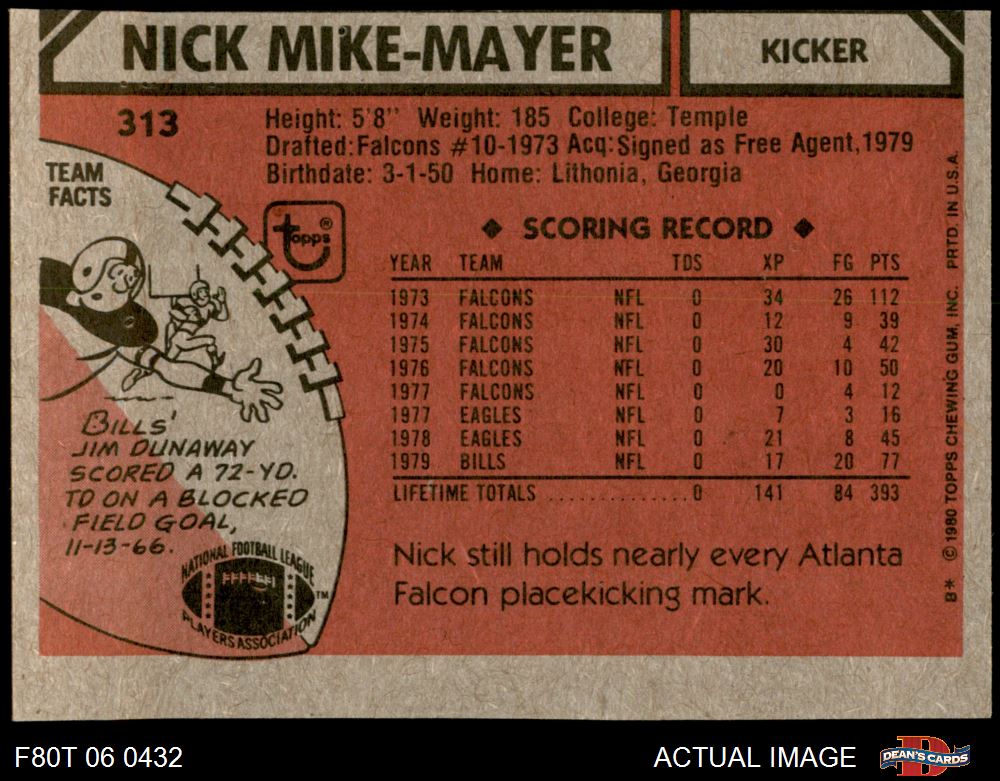 NICK MIKE-MAYER
KICKER
313
Height: 5'8" Weight: 185 College: Temple
Drafted: Falcons #10-1973 Acq: Signed as Free Agent, 1979
Birthdate: 3-1-50 Home: Lithonia, Georgia
TEAM
FACTS
topps®
◆ SCORING RECORD ◆
YEAR TEAM TDS XP FG PTS
1973 FALCONS NFL 0 34 26 112
1974 FALCONS NFL 0 12 9 39
1975 FALCONS NFL 0 30 4 42
1976 FALCONS NFL 0 20 10 50
1977 FALCONS NFL 0 0 4 12
1977 EAGLES NFL 0 7 3 16
1978 EAGLES NFL 0 21 8 45
1979 BILLS NFL 0 17 20 77
LIFETIME TOTALS .............0 141 84 393
BILLS'
JIM DUNAWAY
SCORED A 72-YD.
TD ON A BLOCKED
FIELD GOAL,
11-13-66.
NATIONAL FOOTBALL LEAGUE
PLAYERS ASSOCIATION
TM
Nick still holds nearly every Atlanta
Falcon placekicking mark.
B* © 1980 TOPPS CHEWING GUM, INC. PRTD. IN U.S.A.
F80T 06 0432
ACTUAL IMAGE
DEAN'S CARDS